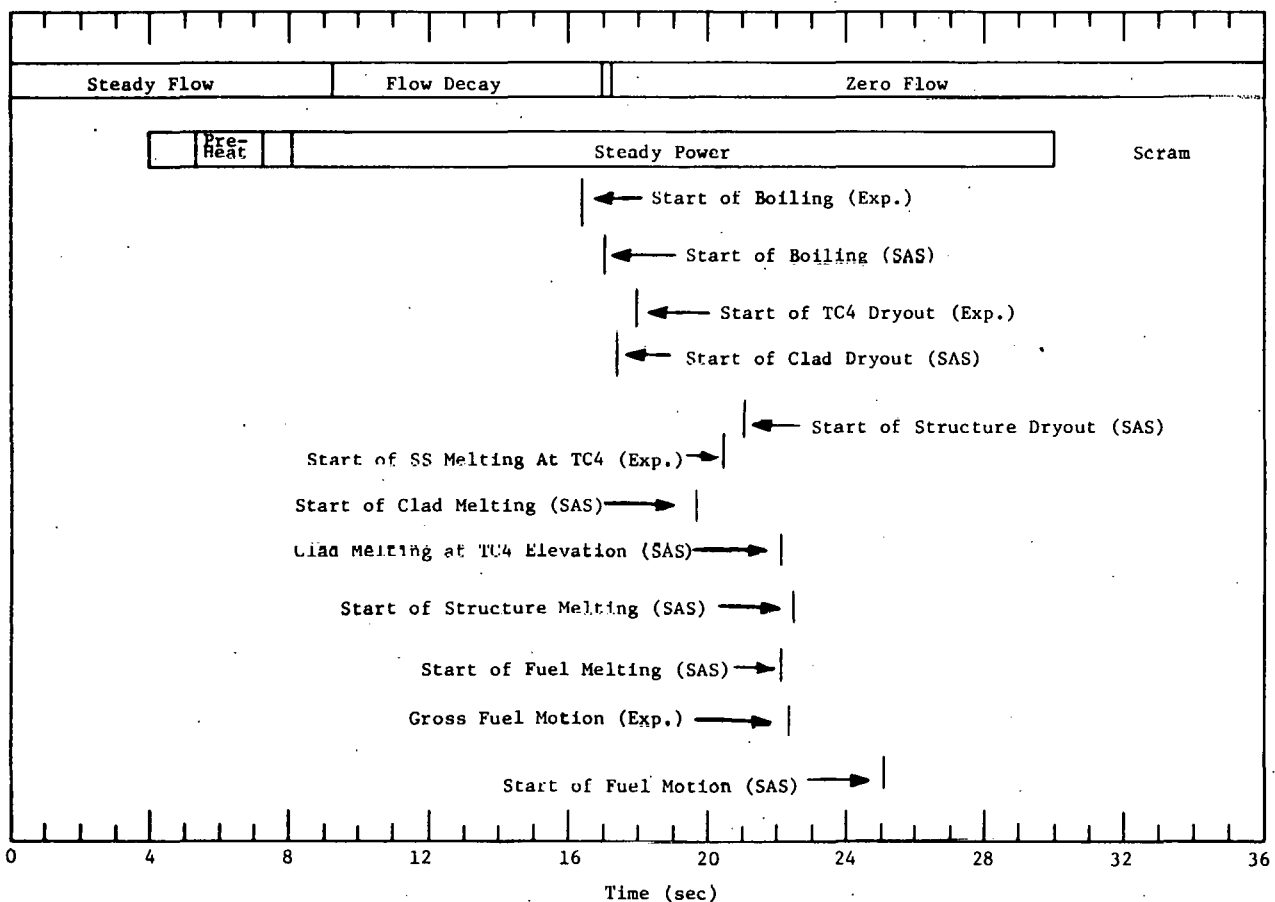 Steady Flow Flow Decay Zero Flow
Pre-
Heat
Steady Power Scram
Start of Boiling (Exp.)
Start of Boiling (SAS)
Start of TC4 Dryout (Exp.)
Start of Clad Dryout (SAS)
Start of Structure Dryout (SAS)
Start of SS Melting At TC4 (Exp.)
Start of Clad Melting (SAS)
Clad Melting at TC4 Elevation (SAS)
Start of Structure Melting (SAS)
Start of Fuel Melting (SAS)
Gross Fuel Motion (Exp.)
Start of Fuel Motion (SAS)
0 4 8 12 16 20 24 28 32 36
Time (sec)